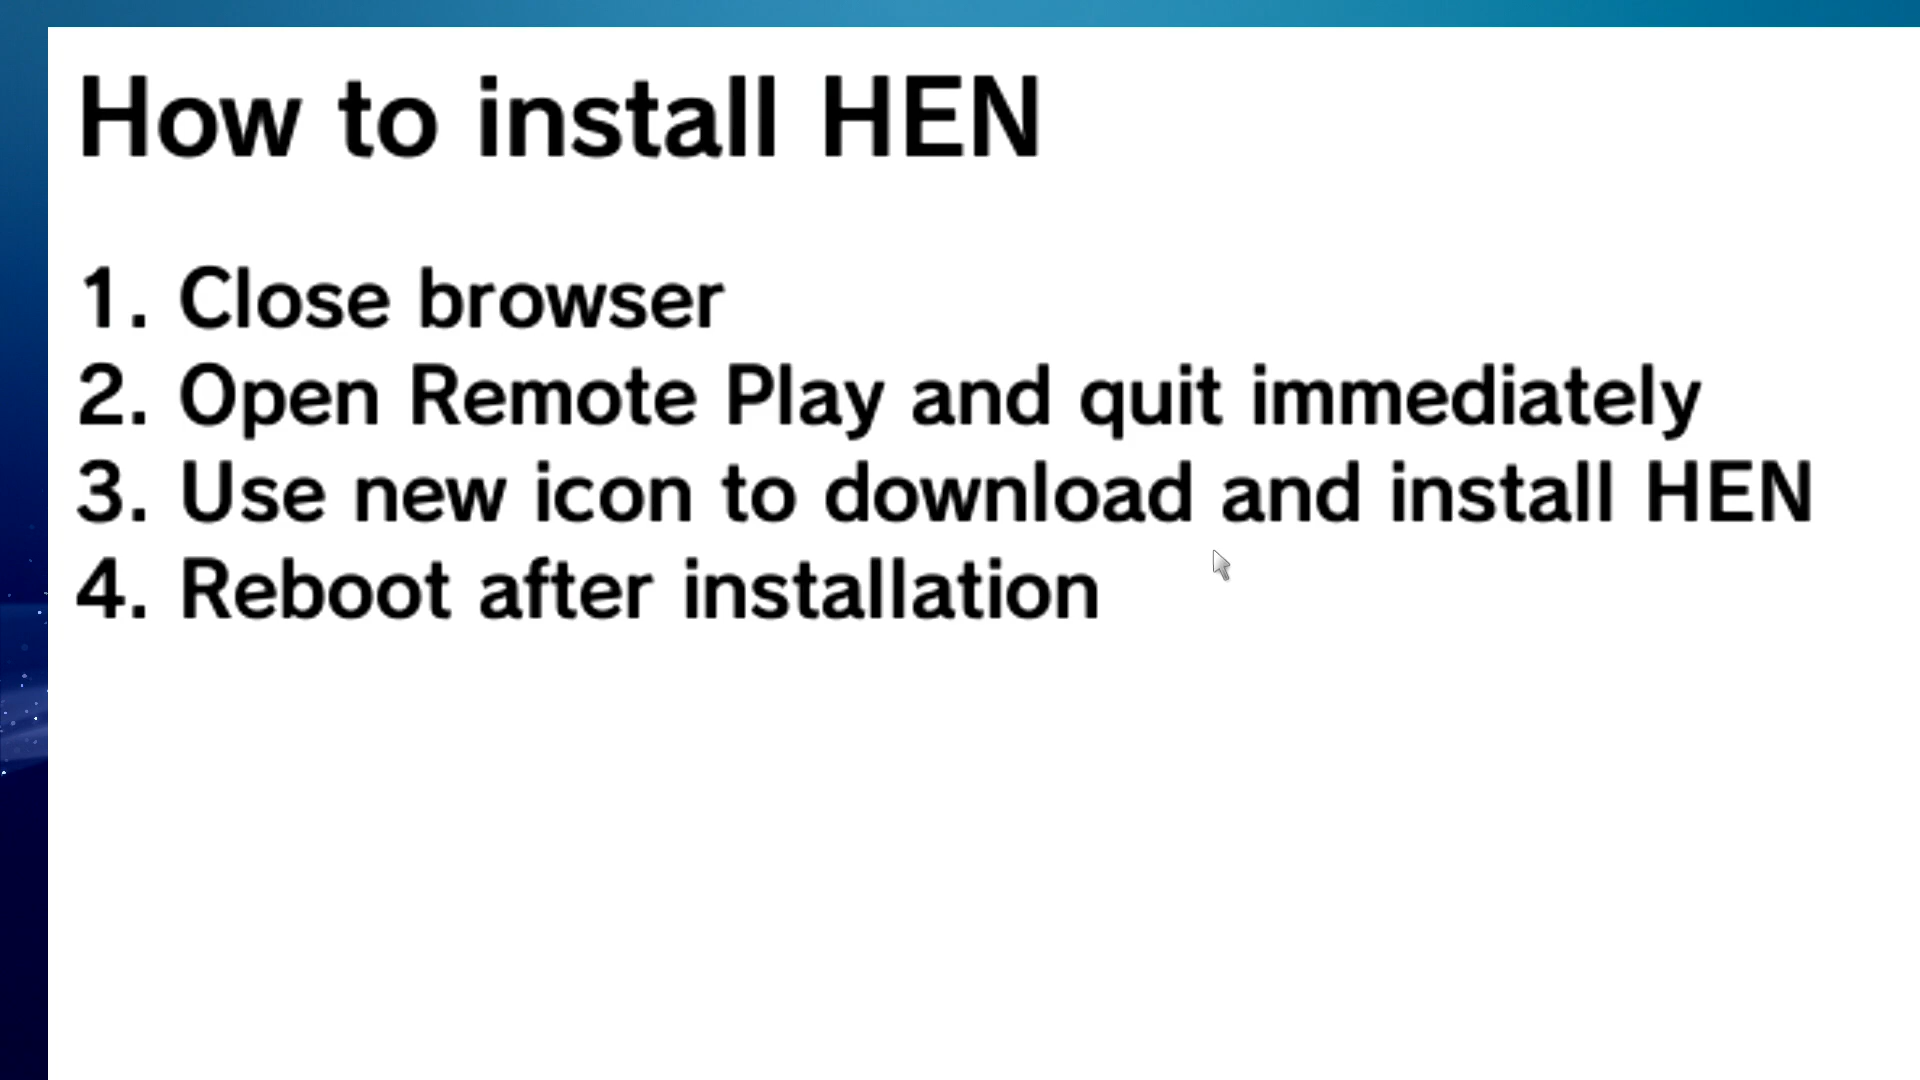 How to install HEN
1. Close browser
2. Open Remote Play and quit immediately
3. Use new icon to download and install HEN
4. Reboot after installation